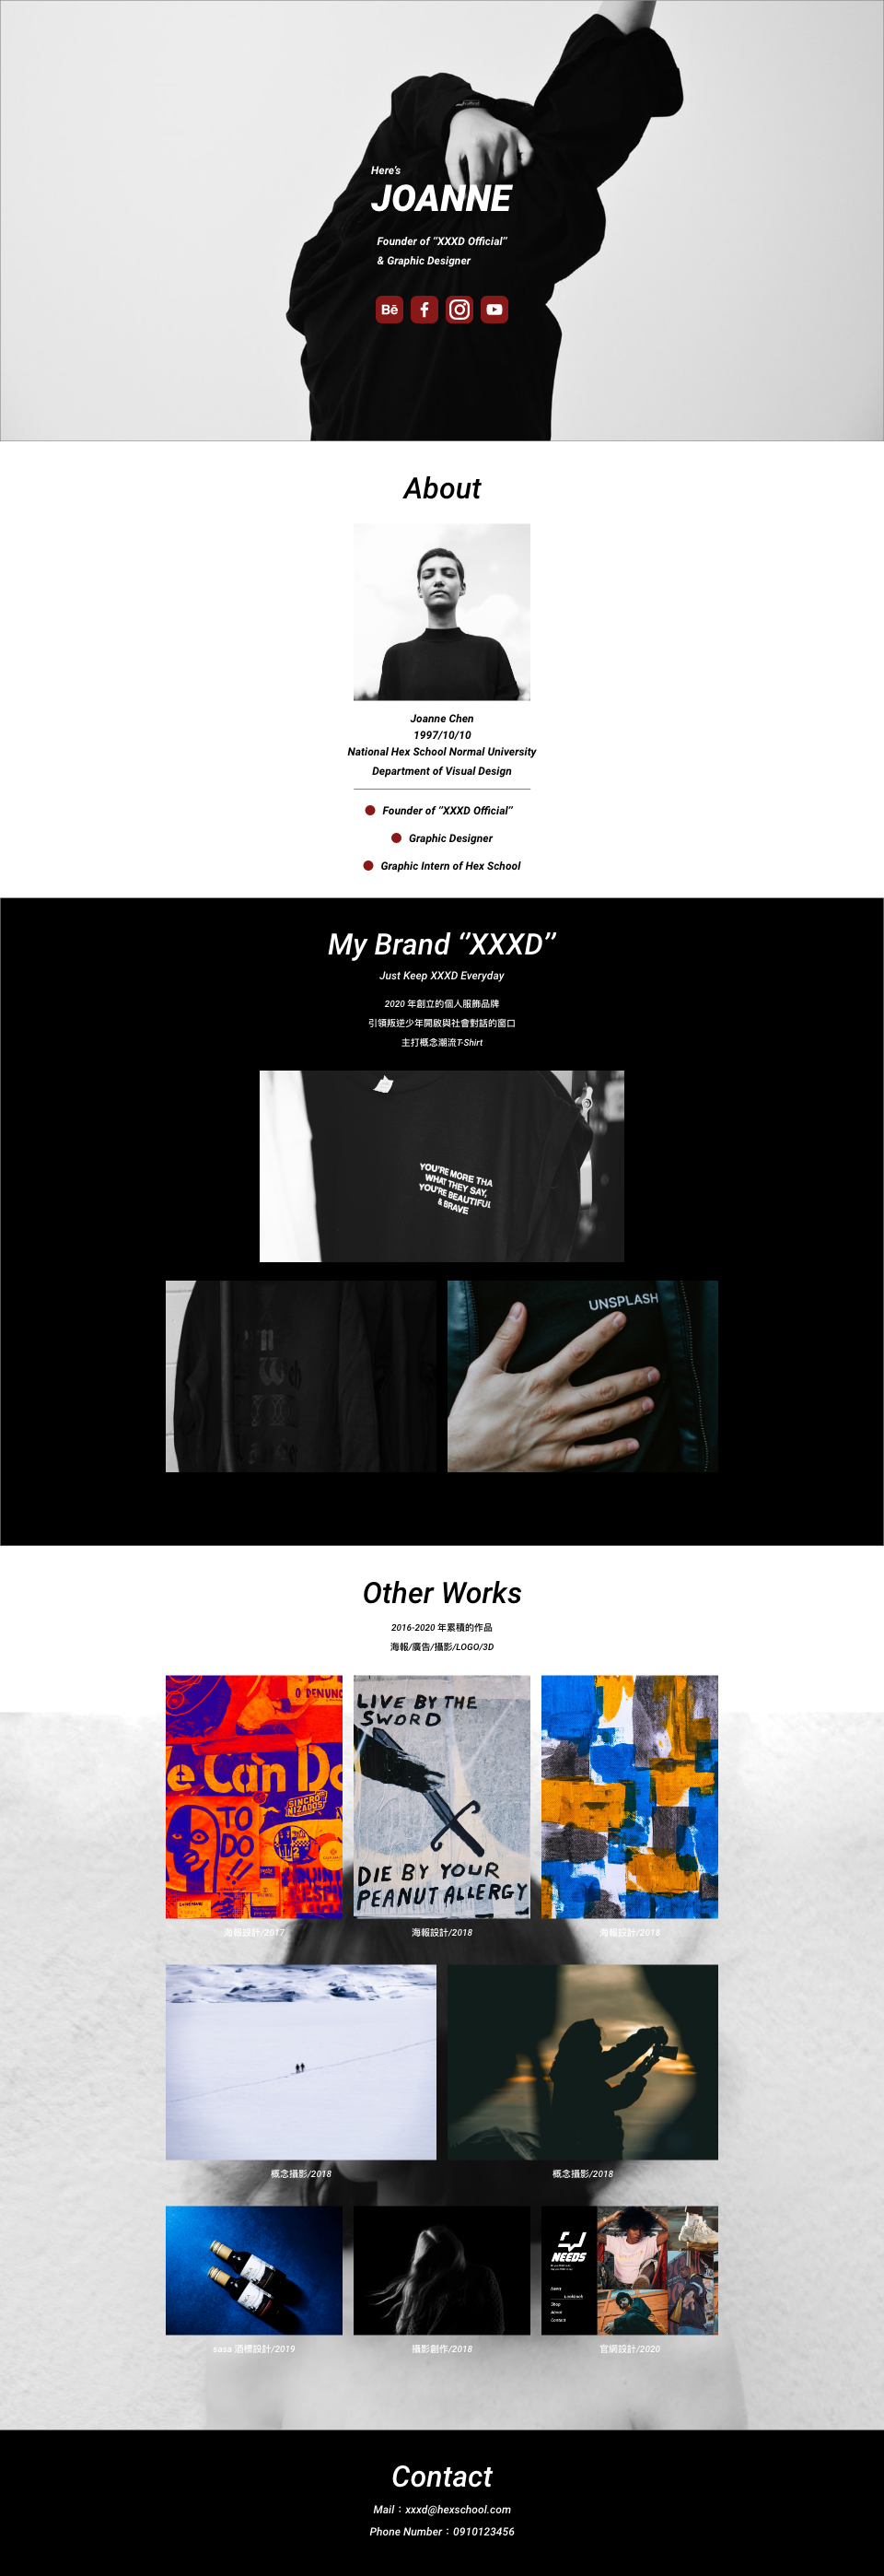 Here's
JOANNE
Founder of “XXXD Official”
& Graphic Designer
Bē
About
Joanne Chen
1997/10/10
National Hex School Normal University
Department of Visual Design
Founder of “XXXD Official”
Graphic Designer
Graphic Intern of Hex School
My Brand “XXXD”
Just Keep XXXD Everyday
2020 年創立的個人服飾品牌
引領叛逆少年開啟與社會對話的窗口
主打概念潮流T-Shirt
YOU'RE MORE THA
WHAT THEY SAY,
YOU'RE BEAUTIFUL
& BRAVE
UNSPLASH
Other Works
2016-2020 年累積的作品
海報/廣告/攝影/LOGO/3D
O DENUNC
e Can Do
SINCRO
NIZADOS
TO
DO!!
LIVE BY THE
SWORD
DIE BY YOUR
PEANUT ALLERGY
海報設計/2017
海報設計/2018
海報設計/2018
概念攝影/2018
概念攝影/2018
NEEDS
News
Lookbook
Shop
About
Contact
sasa 酒標設計/2019
攝影創作/2018
官網設計/2020
Contact
Mail：xxxd@hexschool.com
Phone Number：0910123456